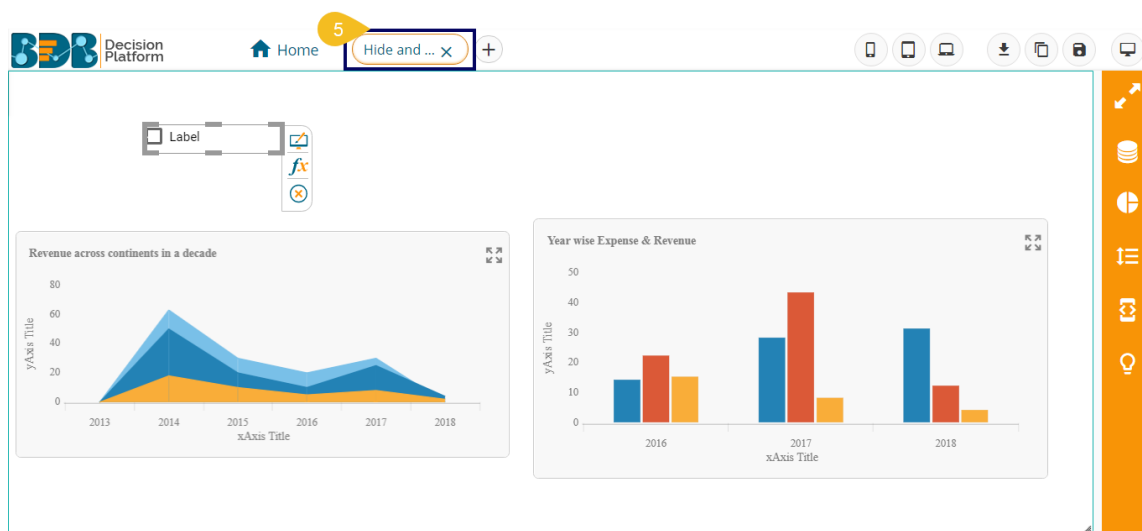 5
BDB Decision
Platform
Home
Hide and ...
Label
fx
Revenue across continents in a decade
80
60
40
20
0
yAxis Title
2013 2014 2015 2016 2017 2018
xAxis Title
Year wise Expense & Revenue
50
40
30
20
10
0
yAxis Title
2016 2017 2018
xAxis Title